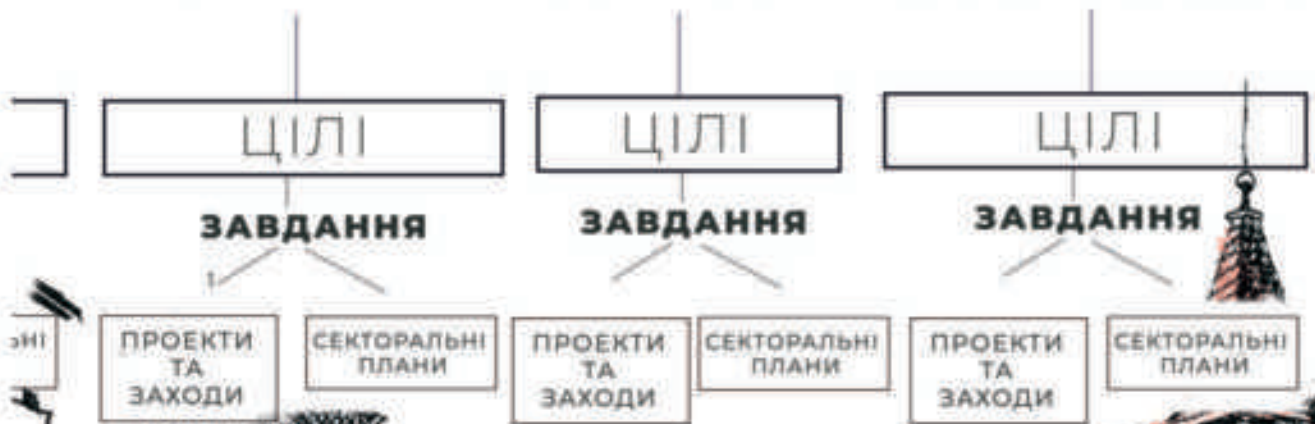 ЦІЛІ
ЦІЛІ
ЦІЛІ
ЗАВДАННЯ
ЗАВДАННЯ
ЗАВДАННЯ
ПРОЕКТИ
ТА
ЗАХОДИ
СЕКТОРАЛЬНІ
ПЛАНИ
ПРОЕКТИ
ТА
ЗАХОДИ
СЕКТОРАЛЬНІ
ПЛАНИ
ПРОЕКТИ
ТА
ЗАХОДИ
СЕКТОРАЛЬНІ
ПЛАНИ